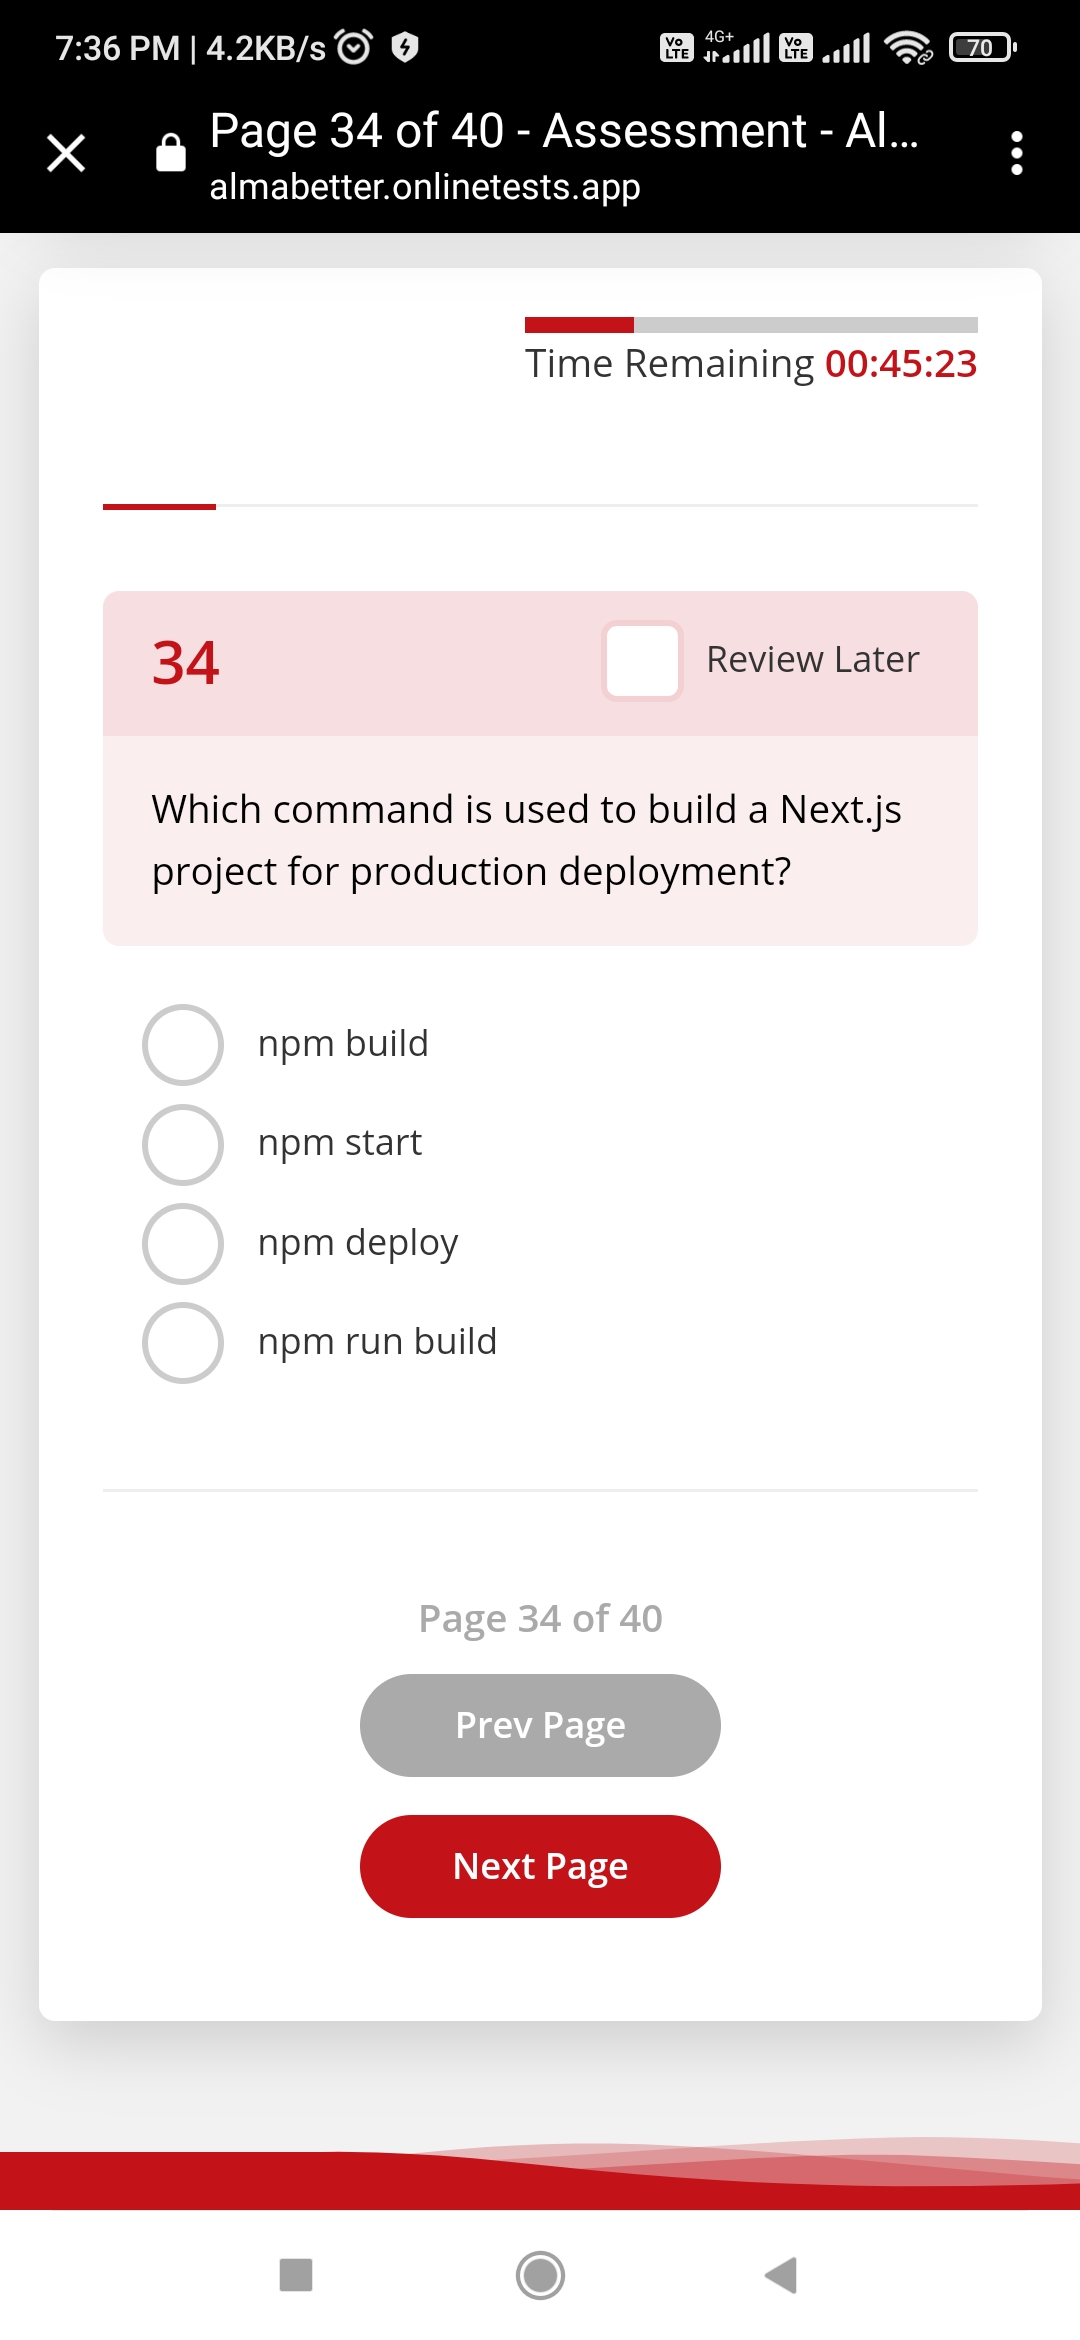 7:36 PM | 4.2KB/s
Vo LTE 4G+ Vo LTE 70
Page 34 of 40 - Assessment - Al...
almabetter.onlinetests.app
Time Remaining 00:45:23
34 Review Later
Which command is used to build a Next.js
project for production deployment?
npm build
npm start
npm deploy
npm run build
Page 34 of 40
Prev Page
Next Page